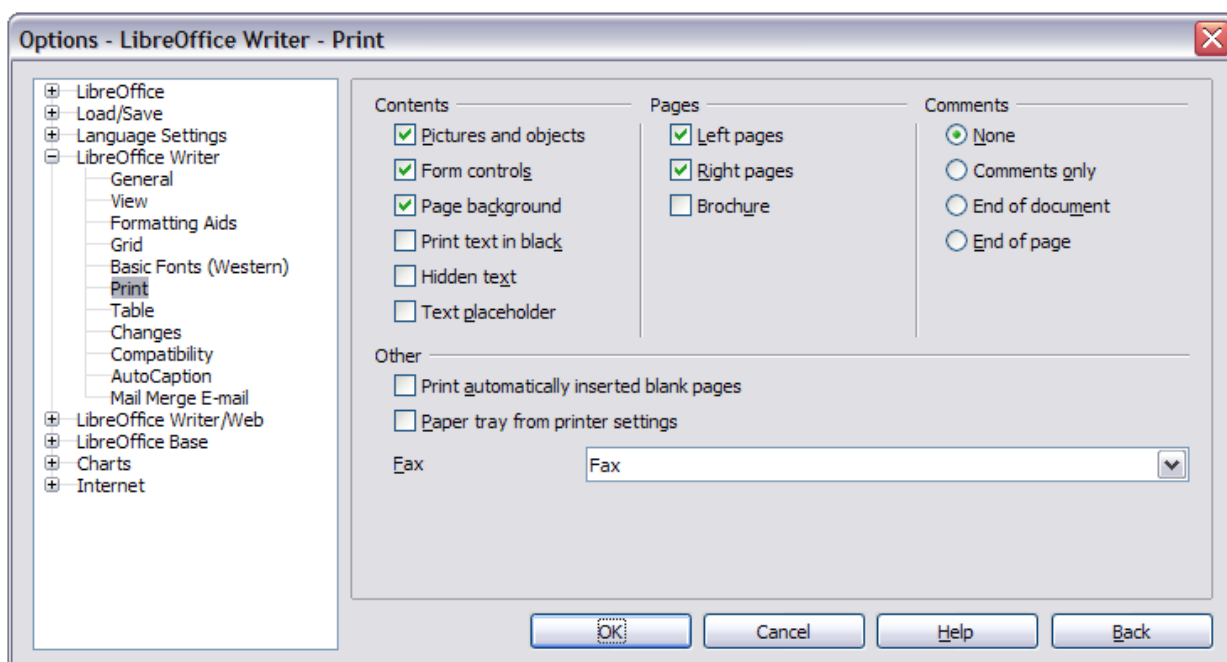 Options - LibreOffice Writer - Print
LibreOffice
Load/Save
Language Settings
LibreOffice Writer
General
View
Formatting Aids
Grid
Basic Fonts (Western)
Print
Table
Changes
Compatibility
AutoCaption
Mail Merge E-mail
LibreOffice Writer/Web
LibreOffice Base
Charts
Internet
Contents
Pictures and objects
Form controls
Page background
Print text in black
Hidden text
Text placeholder
Pages
Left pages
Right pages
Brochure
Comments
None
Comments only
End of document
End of page
Other
Print automatically inserted blank pages
Paper tray from printer settings
Fax Fax
OK Cancel Help Back